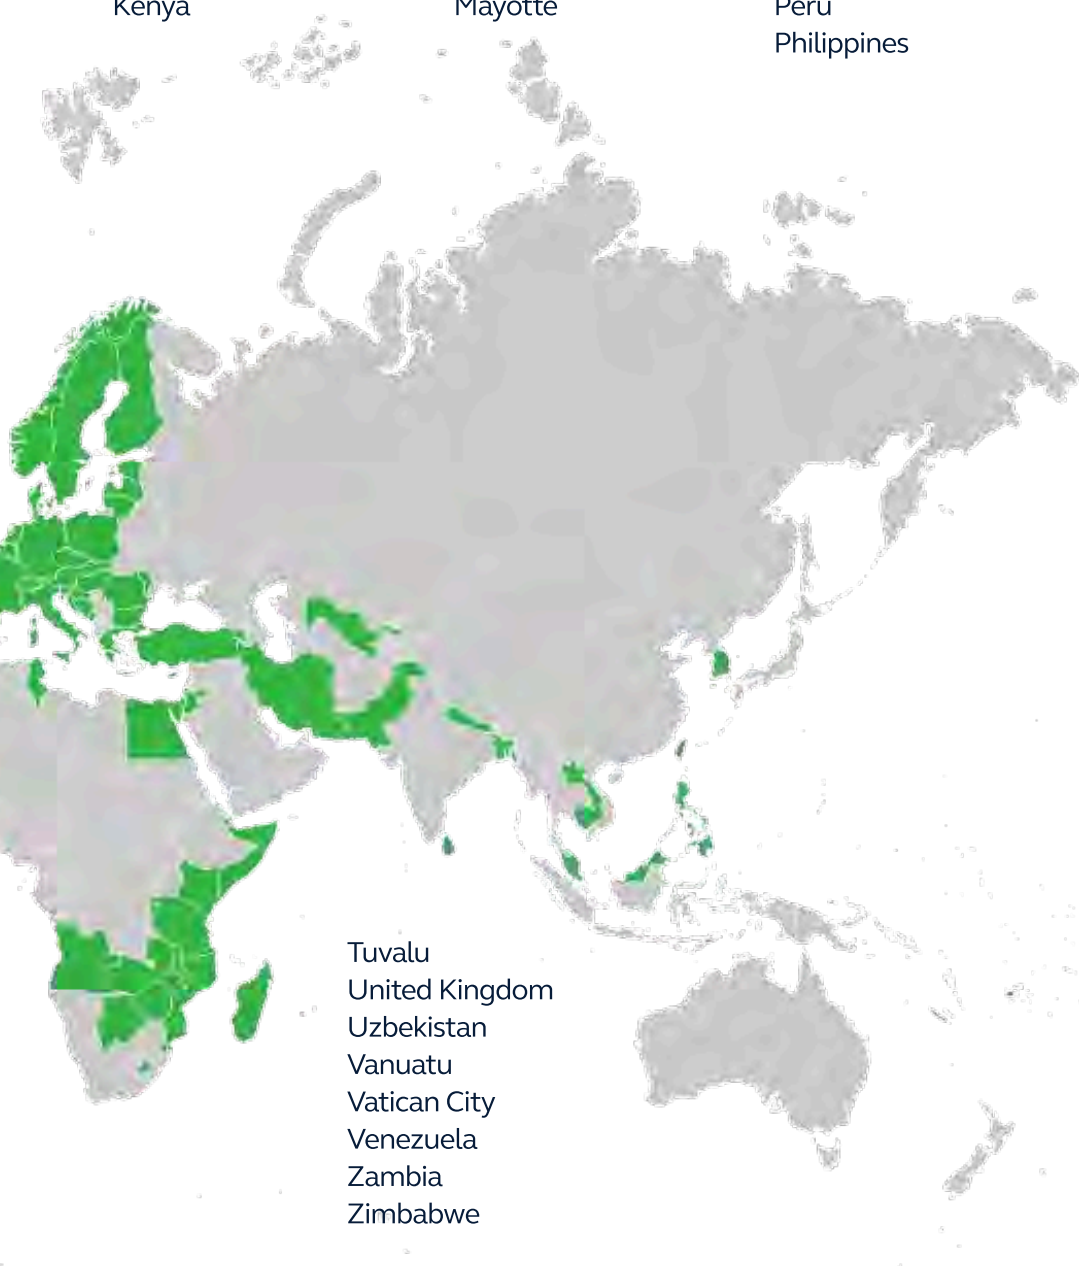 Kenya
Mayotte
Peru
Philippines
Tuvalu
United Kingdom
Uzbekistan
Vanuatu
Vatican City
Venezuela
Zambia
Zimbabwe